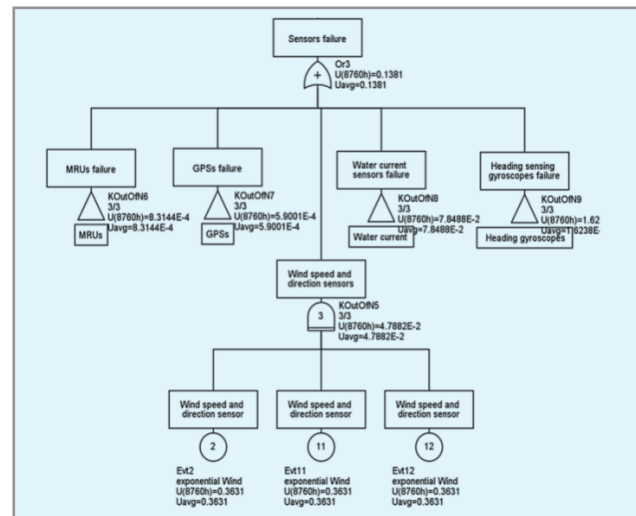 Sensors failure
Or3
+
U(8760h)=0.1381
Uavg=0.1381
MRUs failure
KOutOfN6
3/3
U(8760h)=8.3144E-4
Uavg=8.3144E-4
MRUs
GPSs failure
KOutOfN7
3/3
U(8760h)=5.9001E-4
Uavg=5.9001E-4
GPSs
Water current
sensors failure
KOutOfN8
3/3
U(8760h)=7.8488E-2
Uavg=7.8488E-2
Water current
Heading sensing
gyroscopes failure
KOutOfN9
3/3
U(8760h)=1.62
Uavg=1.6238E-
Heading gyroscopes
Wind speed and
direction sensors
KOutOfN5
3
3/3
U(8760h)=4.7882E-2
Uavg=4.7882E-2
Wind speed and
direction sensor
2
Evt2
exponential Wind
U(8760h)=0.3631
Uavg=0.3631
Wind speed and
direction sensor
11
Evt11
exponential Wind
U(8760h)=0.3631
Uavg=0.3631
Wind speed and
direction sensor
12
Evt12
exponential Wind
U(8760h)=0.3631
Uavg=0.3631